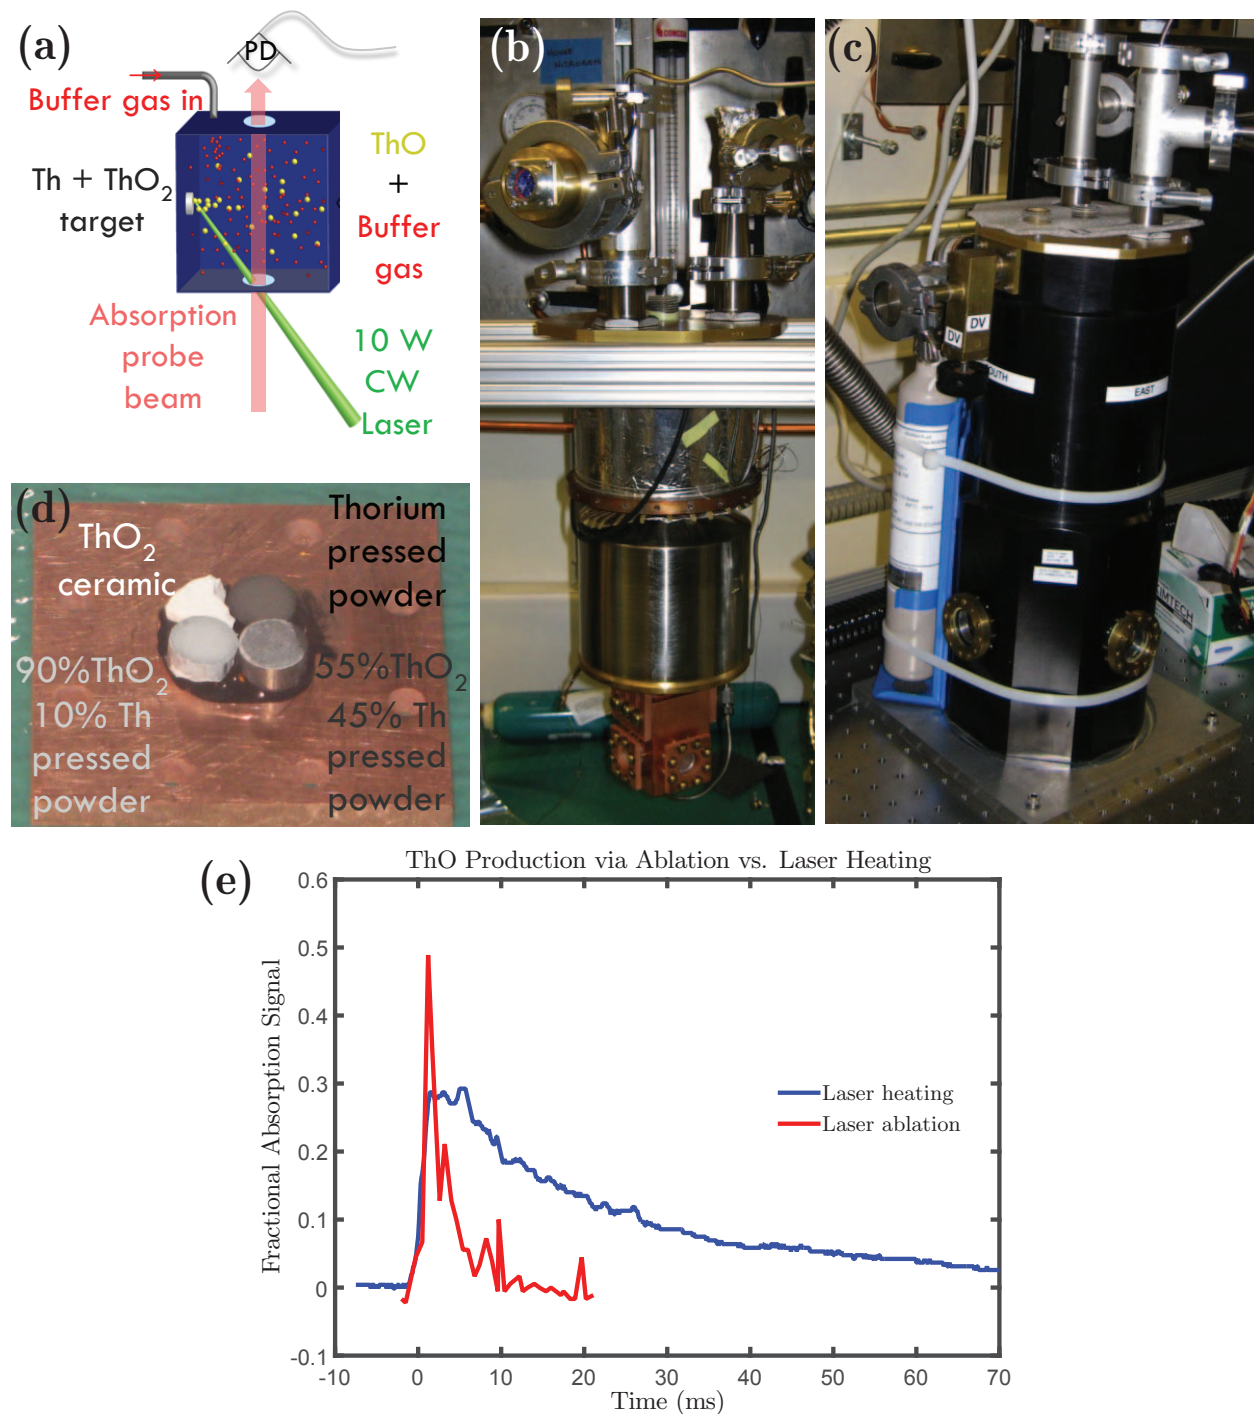 (a)
PD
Buffer gas in
Th + ThO2
target
ThO
+
Buffer
gas
Absorption
probe
beam
10 W
CW
Laser
(b)
(c)
DV
DV
OUTH
EAST
KIMTECH
(d)
ThO2
ceramic
Thorium
pressed
powder
90%ThO2
10% Th
pressed
powder
55%ThO2
45% Th
pressed
powder
(e)
ThO Production via Ablation vs. Laser Heating
Fractional Absorption Signal
0.6
0.5
0.4
0.3
0.2
0.1
0
-0.1
Laser heating
Laser ablation
-10
0
10
20
30
40
50
60
70
Time (ms)